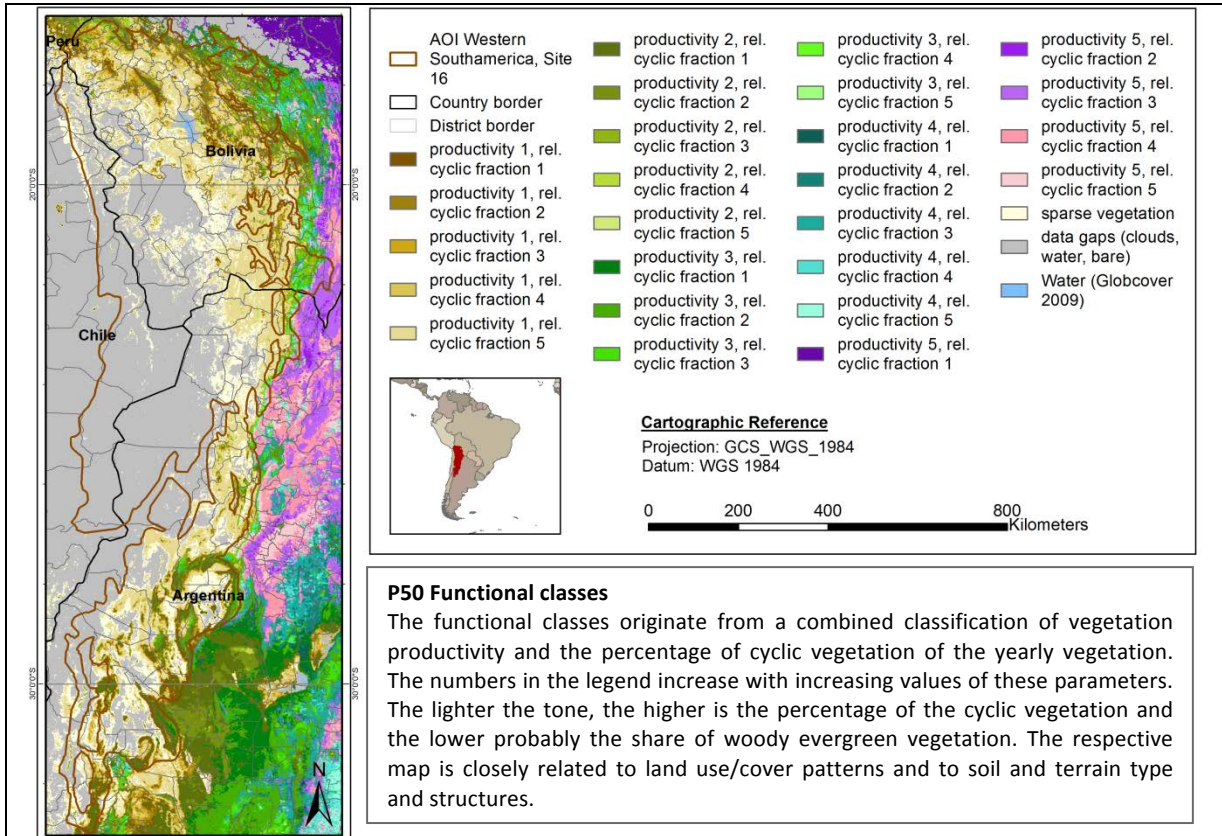 Peru
Bolivia
Chile
Argentina
20°0'0"S
20°0'0"S
30°0'0"S
30°0'0"S
N
AOI Western
Southamerica, Site
16
Country border
District border
productivity 1, rel.
cyclic fraction 1
productivity 1, rel.
cyclic fraction 2
productivity 1, rel.
cyclic fraction 3
productivity 1, rel.
cyclic fraction 4
productivity 1, rel.
cyclic fraction 5
productivity 2, rel.
cyclic fraction 1
productivity 2, rel.
cyclic fraction 2
productivity 2, rel.
cyclic fraction 3
productivity 2, rel.
cyclic fraction 4
productivity 2, rel.
cyclic fraction 5
productivity 3, rel.
cyclic fraction 1
productivity 3, rel.
cyclic fraction 2
productivity 3, rel.
cyclic fraction 3
productivity 3, rel.
cyclic fraction 4
productivity 3, rel.
cyclic fraction 5
productivity 4, rel.
cyclic fraction 1
productivity 4, rel.
cyclic fraction 2
productivity 4, rel.
cyclic fraction 3
productivity 4, rel.
cyclic fraction 4
productivity 4, rel.
cyclic fraction 5
productivity 5, rel.
cyclic fraction 1
productivity 5, rel.
cyclic fraction 2
productivity 5, rel.
cyclic fraction 3
productivity 5, rel.
cyclic fraction 4
productivity 5, rel.
cyclic fraction 5
sparse vegetation
data gaps (clouds,
water, bare)
Water (Globcover
2009)
Cartographic Reference
Projection: GCS_WGS_1984
Datum: WGS 1984
0 200 400 800
Kilometers
P50 Functional classes
The functional classes originate from a combined classification of vegetation
productivity and the percentage of cyclic vegetation of the yearly vegetation.
The numbers in the legend increase with increasing values of these parameters.
The lighter the tone, the higher is the percentage of the cyclic vegetation and
the lower probably the share of woody evergreen vegetation. The respective
map is closely related to land use/cover patterns and to soil and terrain type
and structures.